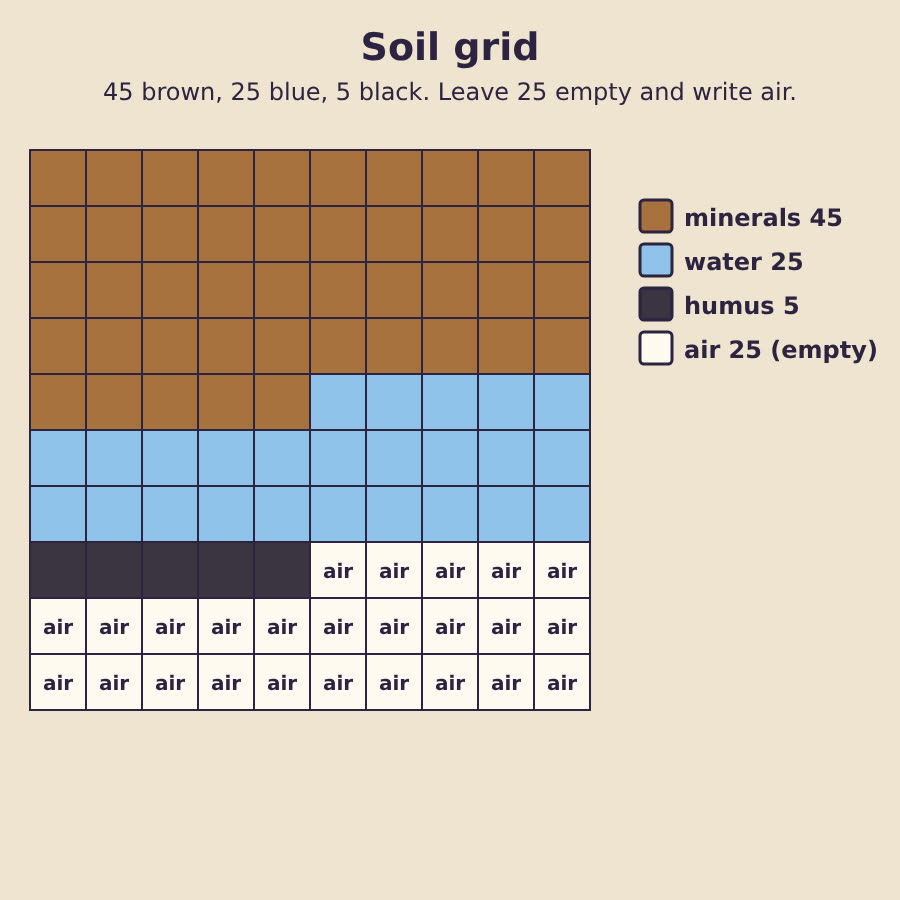 Soil grid
45 brown, 25 blue, 5 black. Leave 25 empty and write air.
minerals 45
water 25
humus 5
air 25 (empty)
air air air air air
air air air air air air air air air air
air air air air air air air air air air